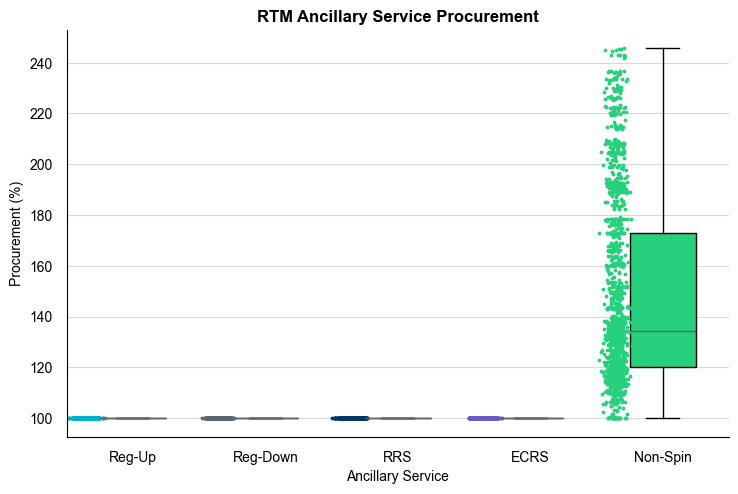 RTM Ancillary Service Procurement
Procurement (%)
240
220
200
180
160
140
120
100
Reg-Up Reg-Down RRS ECRS Non-Spin
Ancillary Service